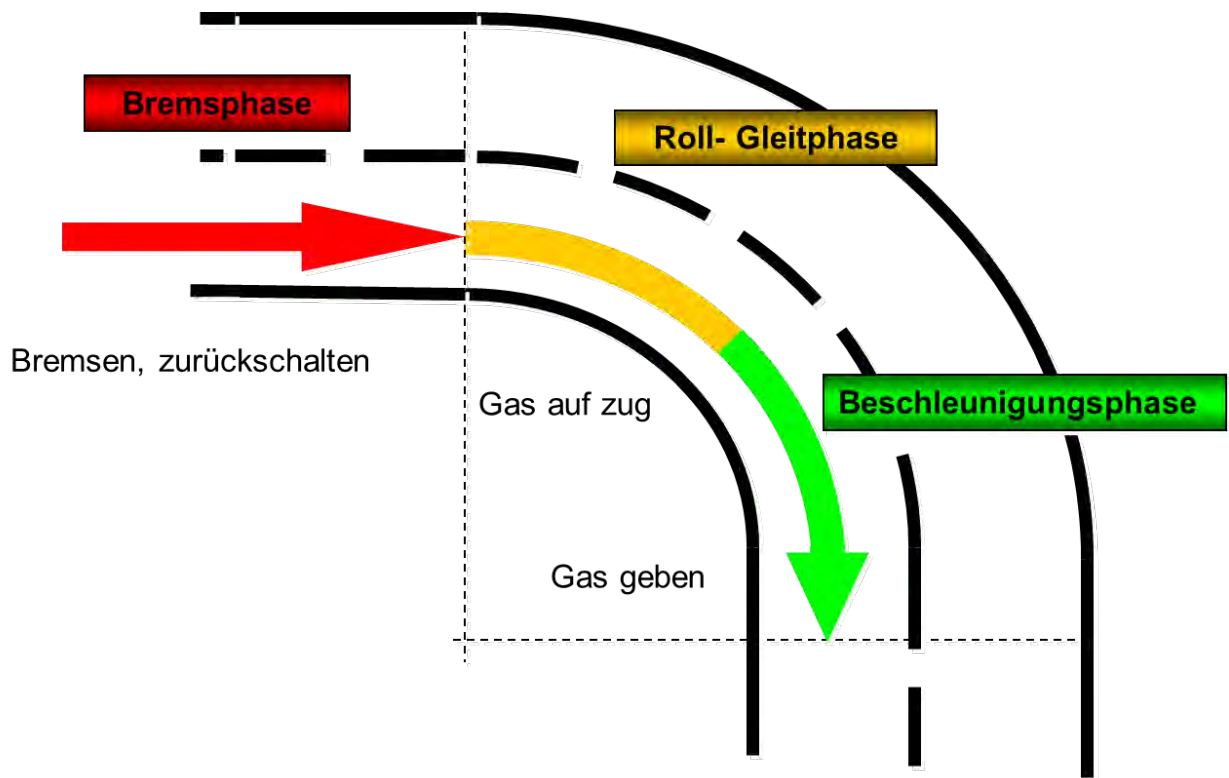 Bremsphase
Roll- Gleitphase
Bremsen, zurückschalten
Gas auf zug
Beschleunigungsphase
Gas geben